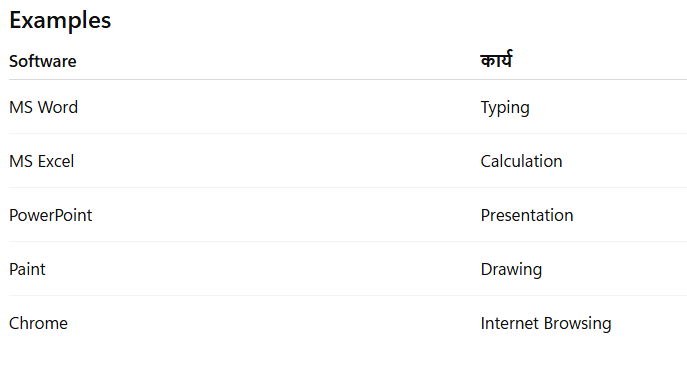 Examples
Software कार्य
MS Word Typing
MS Excel Calculation
PowerPoint Presentation
Paint Drawing
Chrome Internet Browsing